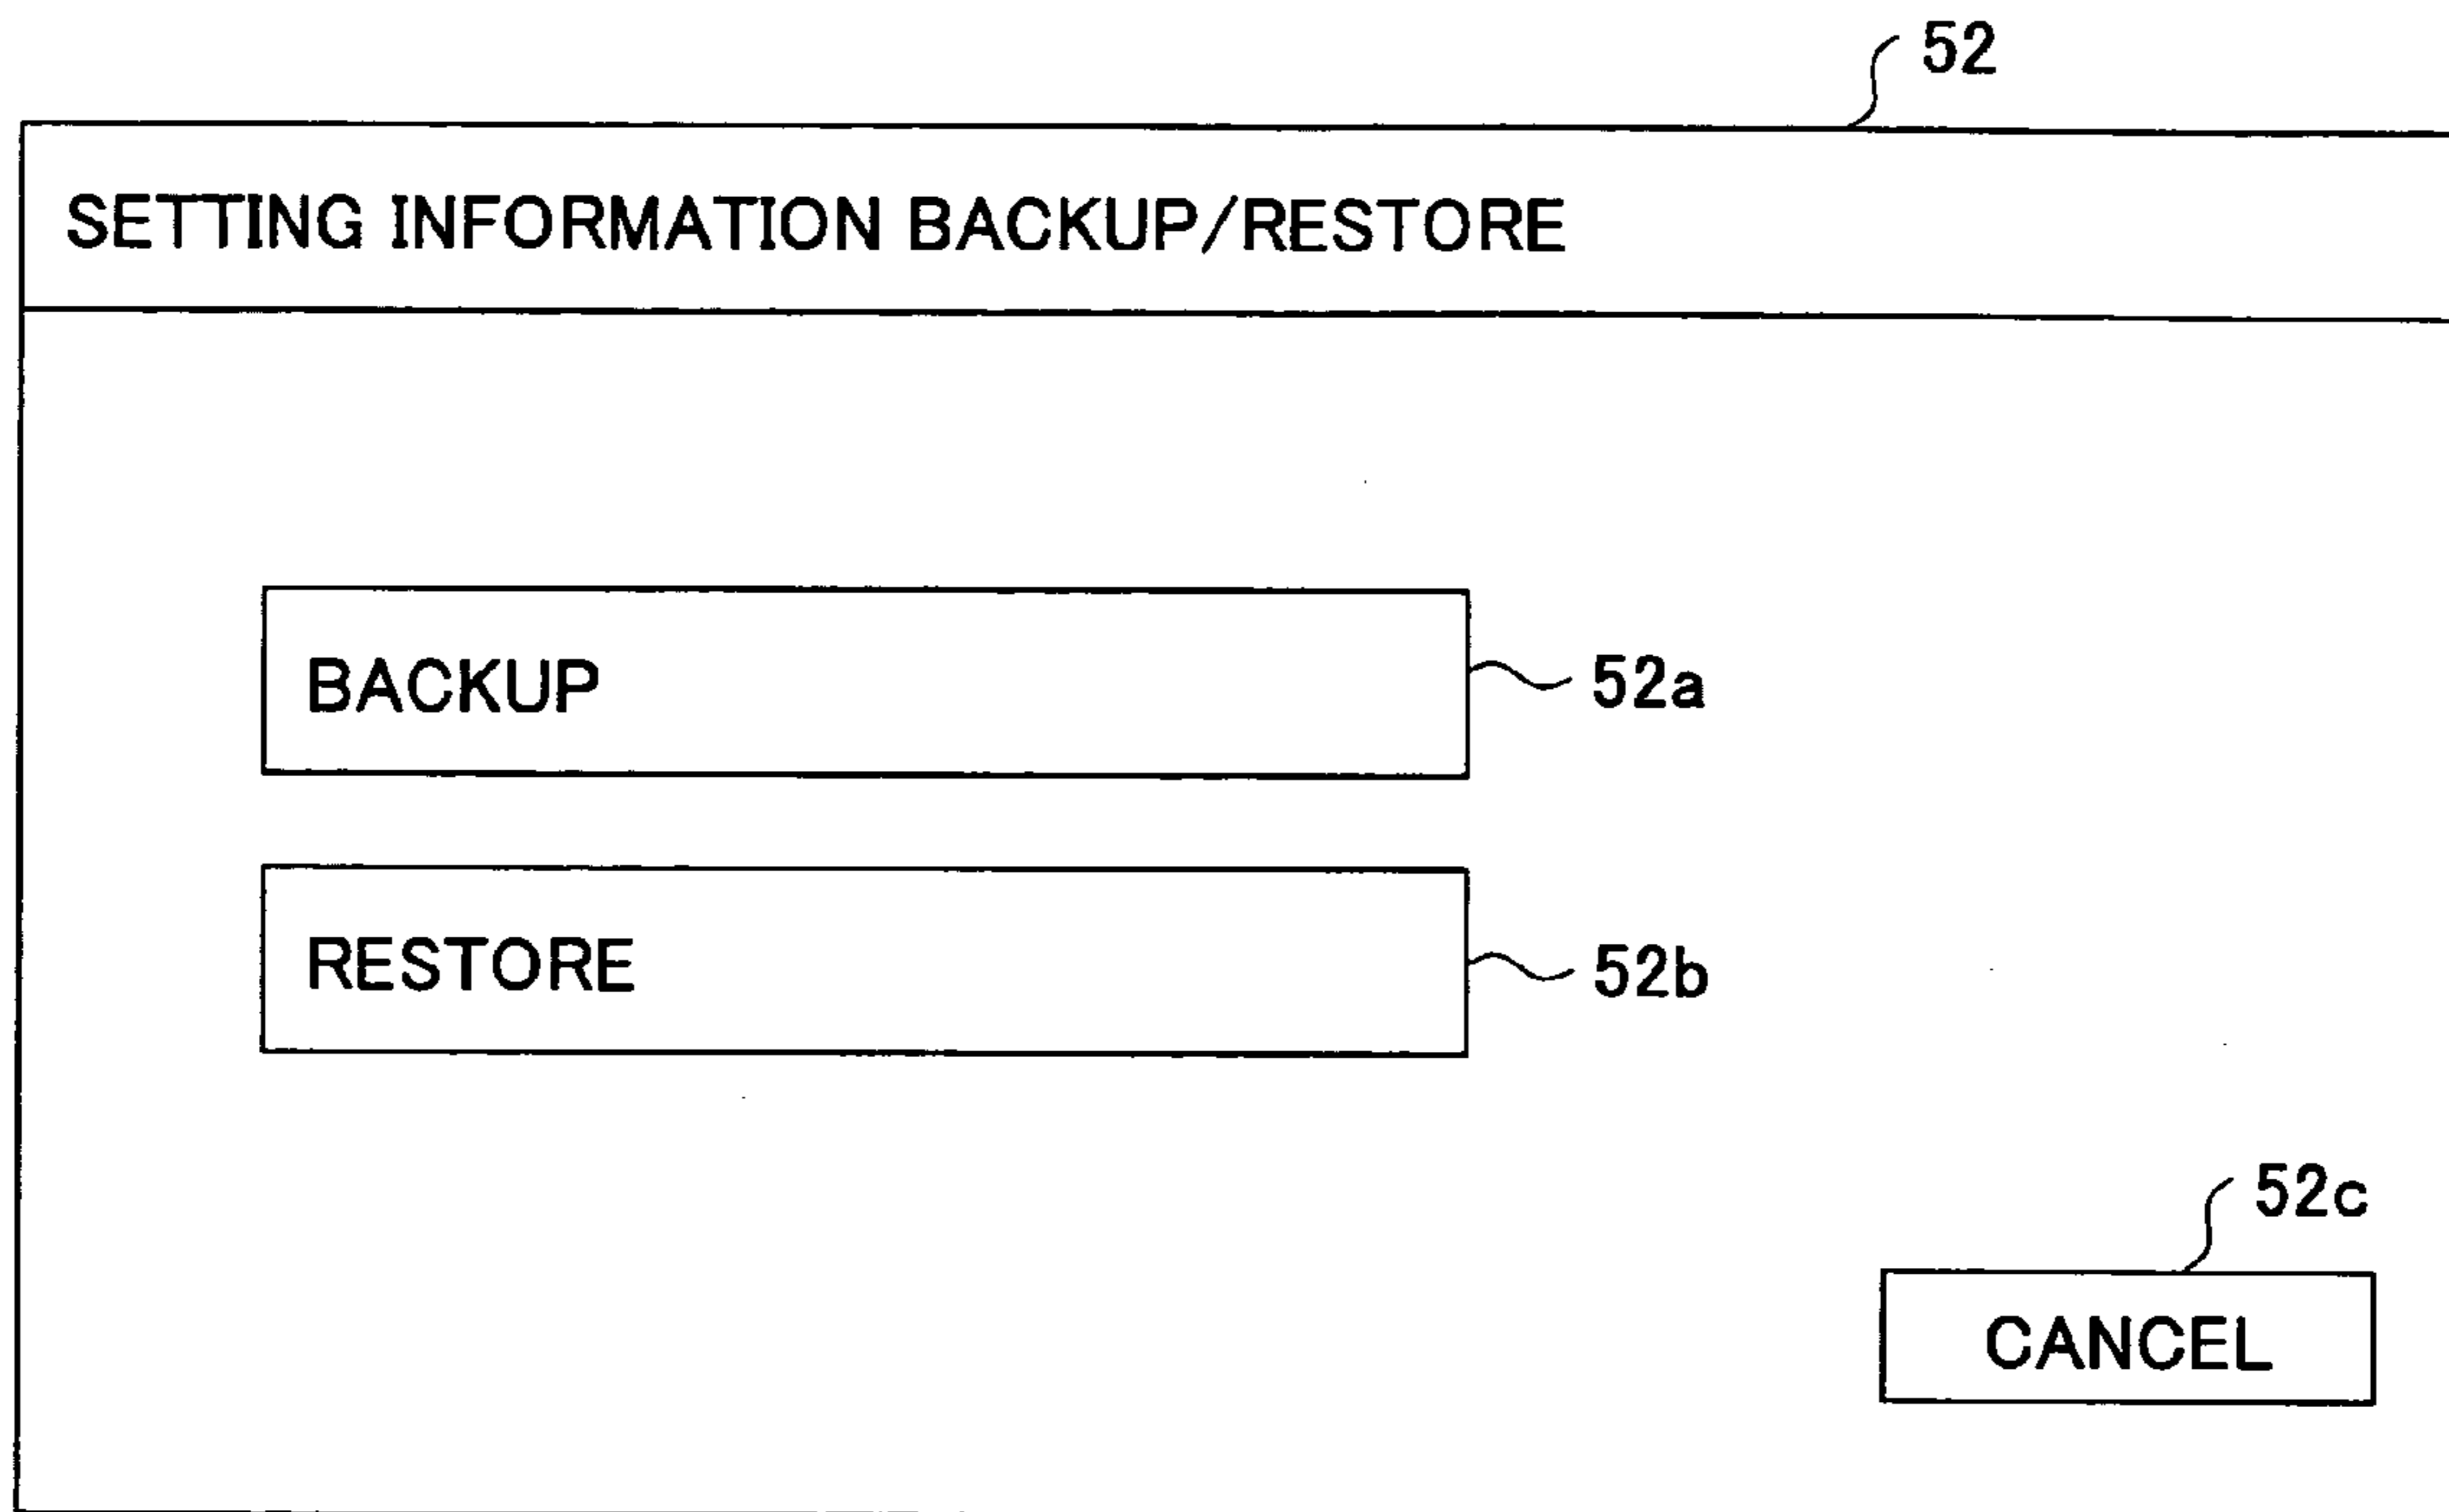 52
SETTING INFORMATION BACKUP/RESTORE
BACKUP
52a
RESTORE
52b
52c
CANCEL